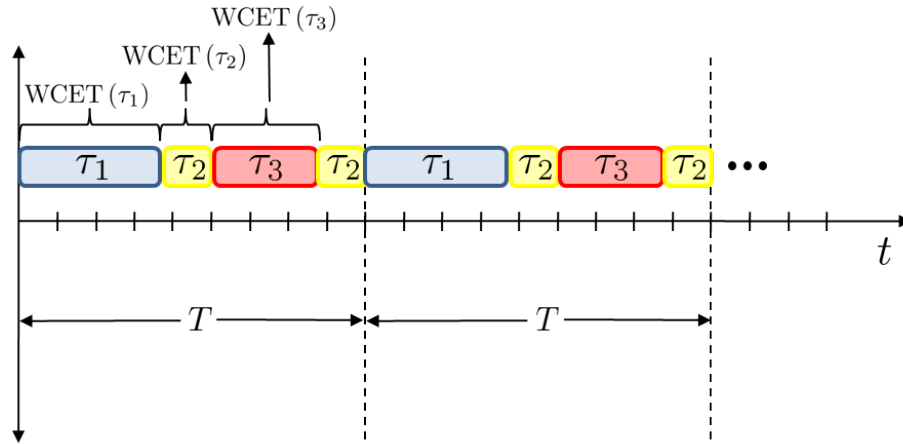 WCET (τ₃)
WCET (τ₂)
WCET (τ₁)
τ₁ τ₂ τ₃ τ₂ τ₁ τ₂ τ₃ τ₂ •••
t
T T